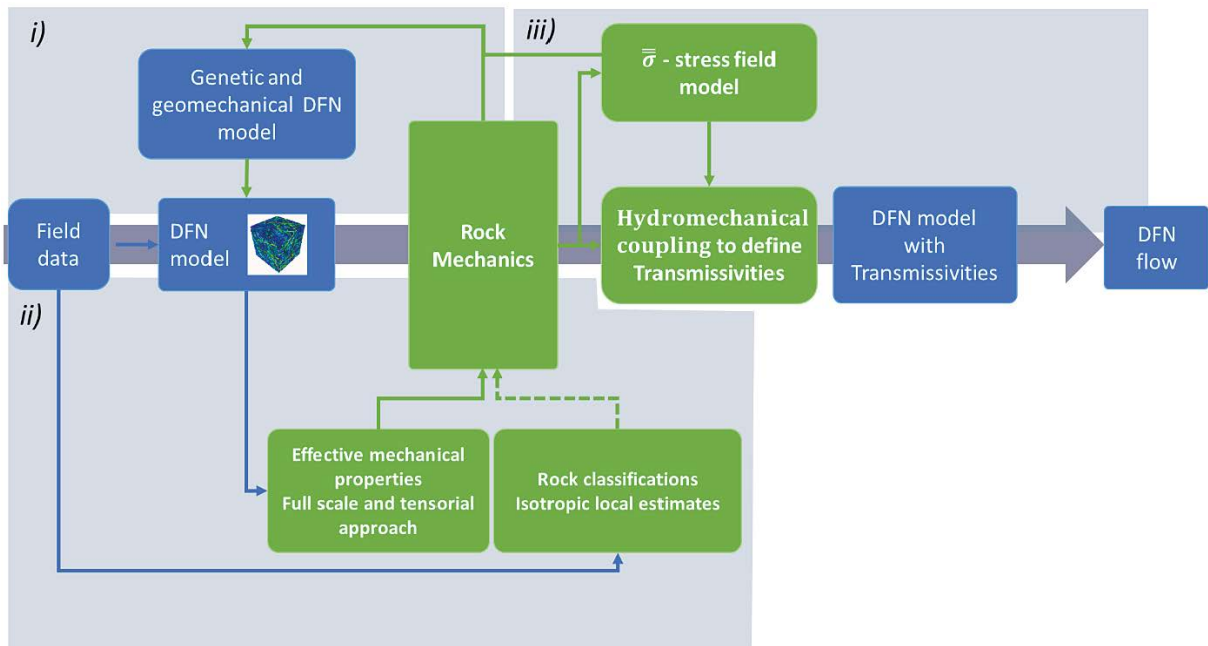 i)
iii)
Genetic and
geomechanical DFN
model
σ - stress field
model
Field
data
DFN
model
Rock
Mechanics
Hydromechanical
coupling to define
Transmissivities
DFN model
with
Transmissivities
DFN
flow
ii)
Effective mechanical
properties
Full scale and tensorial
approach
Rock classifications
Isotropic local estimates